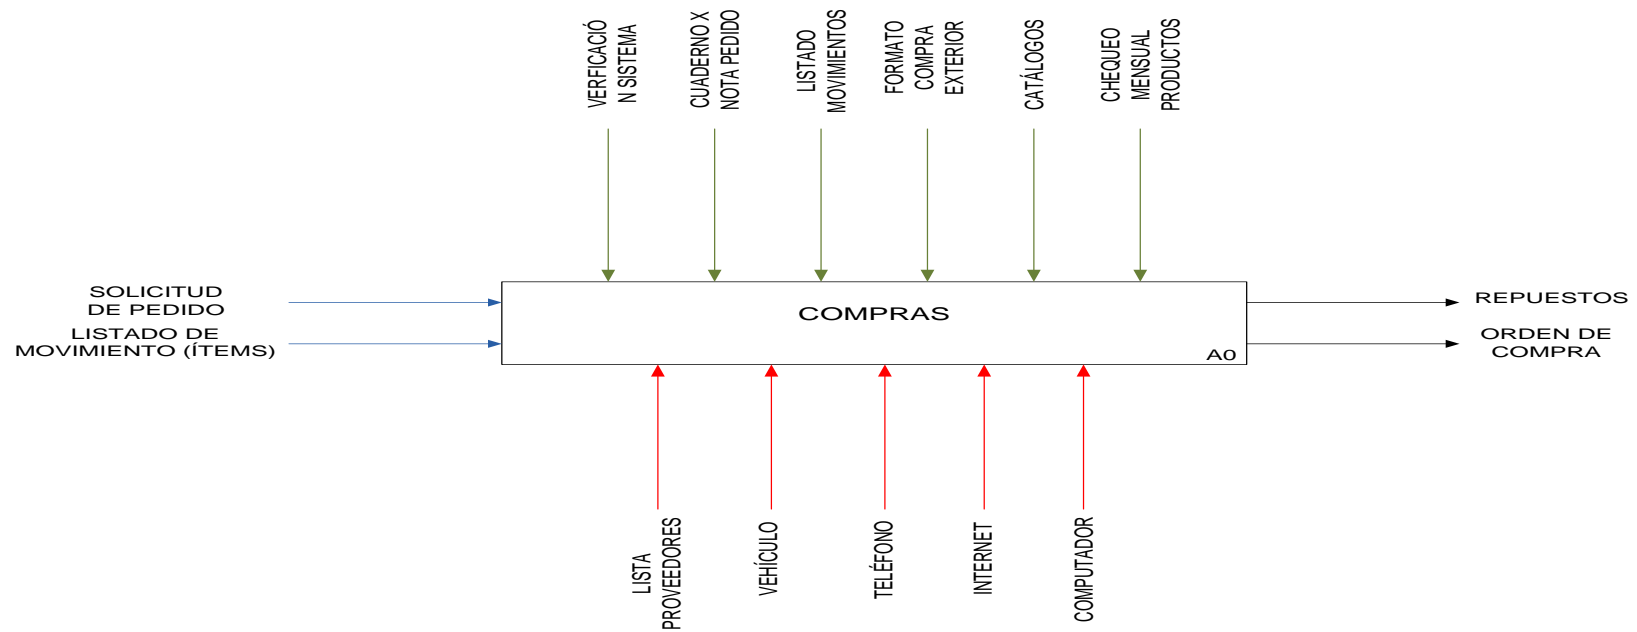 VERFICACIÓ
N SISTEMA
CUADERNO X
NOTA PEDIDO
LISTADO
MOVIMIENTOS
FORMATO
COMPRA
EXTERIOR
CATÁLOGOS
CHEQUEO
MENSUAL
PRODUCTOS
SOLICITUD
DE PEDIDO
LISTADO DE
MOVIMIENTO (ÍTEMS)
COMPRAS
A0
REPUESTOS
ORDEN DE
COMPRA
LISTA
PROVEEDORES
VEHÍCULO
TELÉFONO
INTERNET
COMPUTADOR